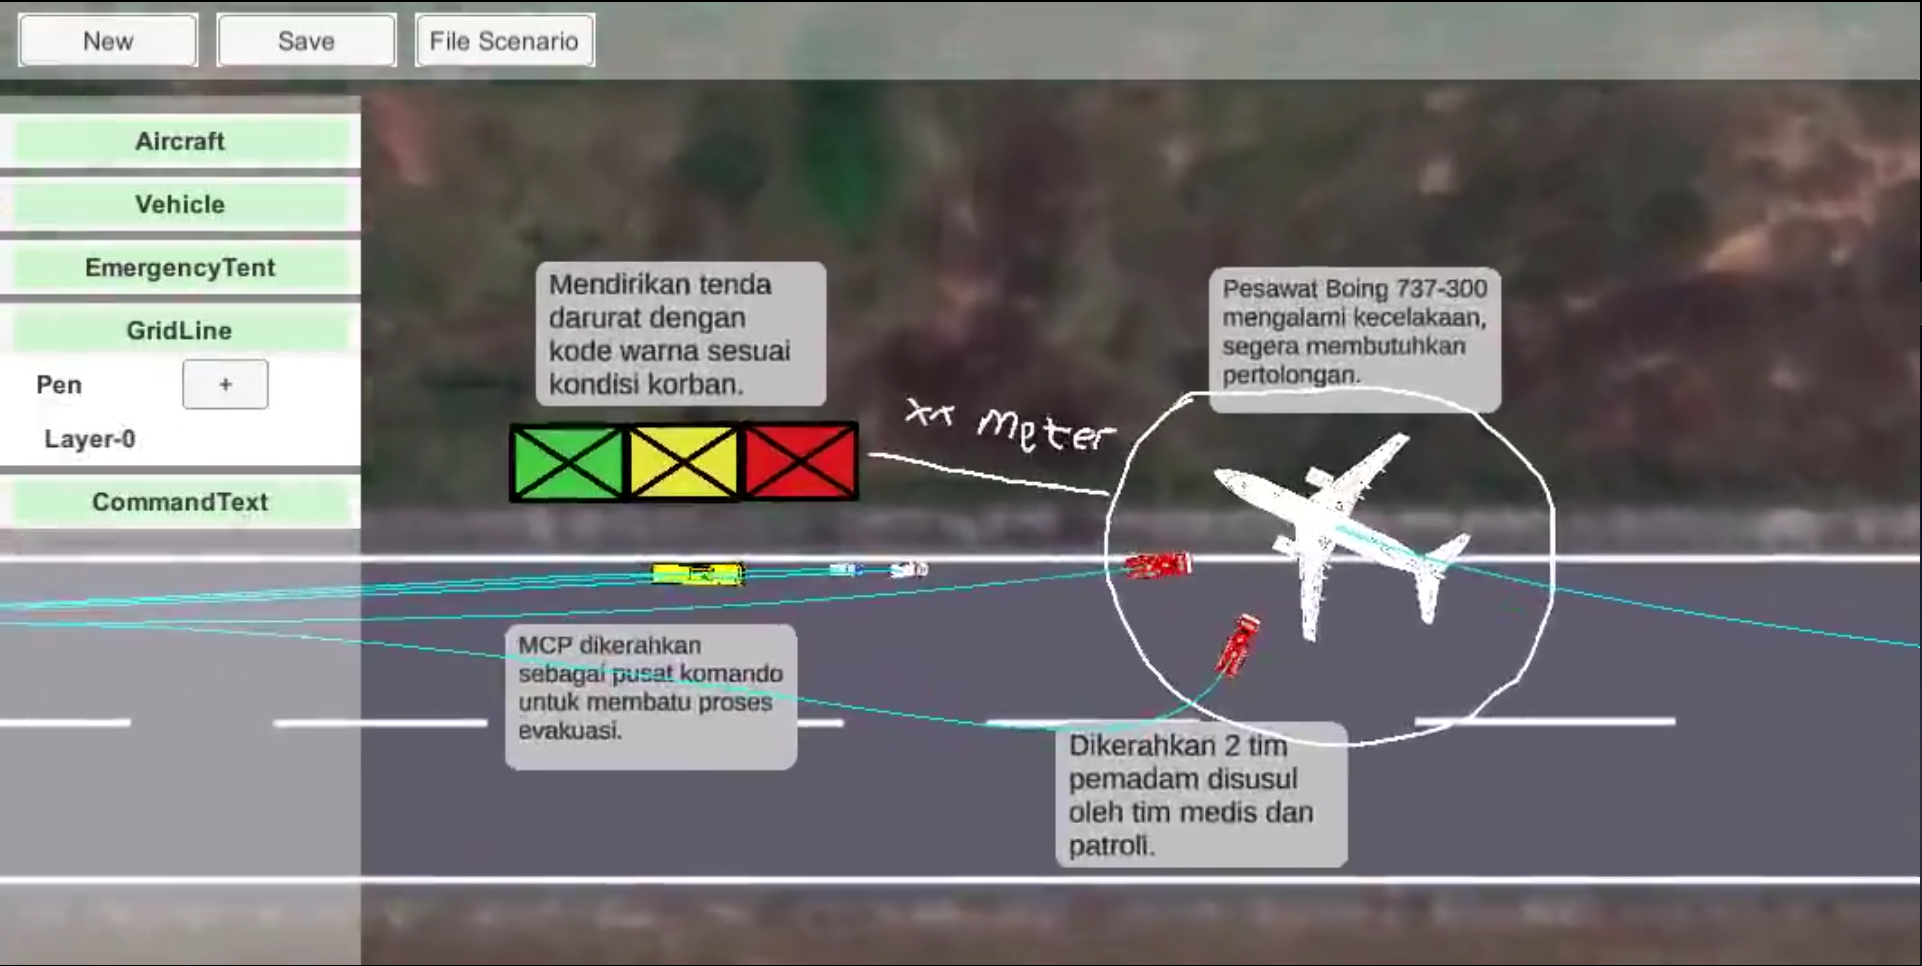 New
Save
File Scenario
Aircraft
Vehicle
EmergencyTent
GridLine
Pen
+
Layer-0
CommandText
Mendirikan tenda
darurat dengan
kode warna sesuai
kondisi korban.
Pesawat Boing 737-300
mengalami kecelakaan,
segera membutuhkan
pertolongan.
xx meter
MCP dikerahkan
sebagai pusat komando
untuk membatu proses
evakuasi.
Dikerahkan 2 tim
pemadam disusul
oleh tim medis dan
patroli.